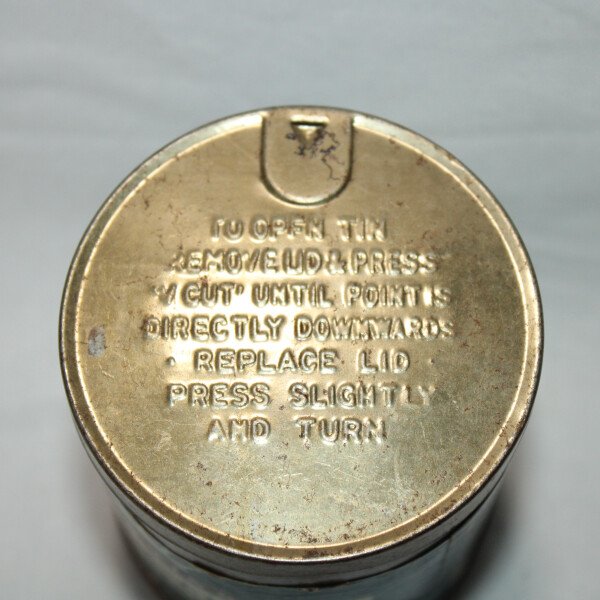 TO OPEN TIN
REMOVE LID & PRESS
'V CUT' UNTIL POINT IS
DIRECTLY DOWNWARDS
· REPLACE LID ·
PRESS SLIGHTLY
AND TURN